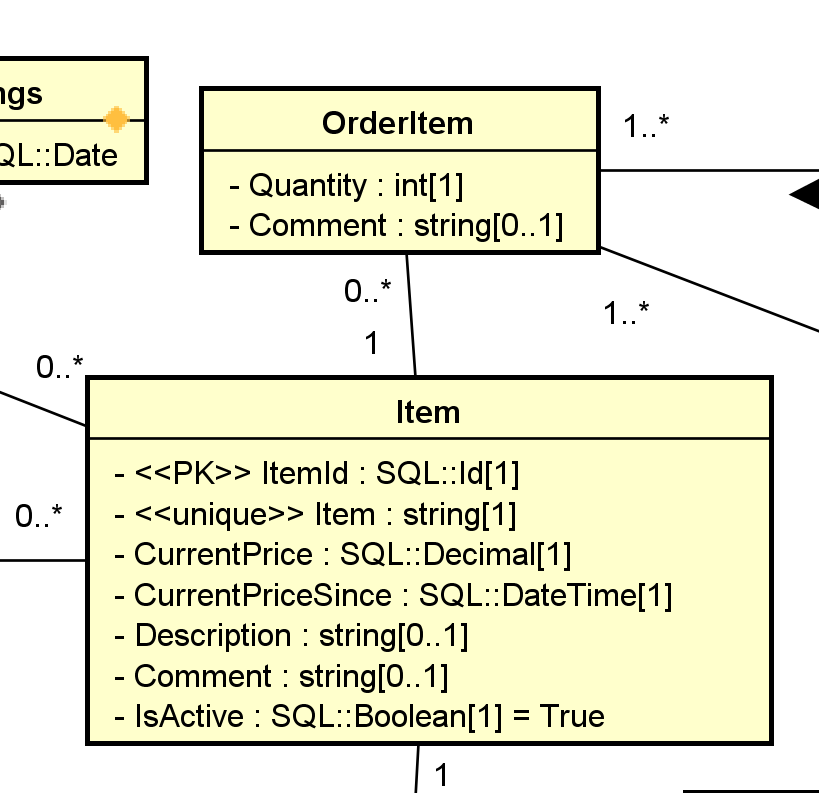 ngs
QL::Date
OrderItem
- Quantity : int[1]
- Comment : string[0..1]
1..*
0..*
1
1..*
0..*
Item
- <<PK>> ItemId : SQL::Id[1]
- <<unique>> Item : string[1]
- CurrentPrice : SQL::Decimal[1]
- CurrentPriceSince : SQL::DateTime[1]
- Description : string[0..1]
- Comment : string[0..1]
- IsActive : SQL::Boolean[1] = True
0..*
1